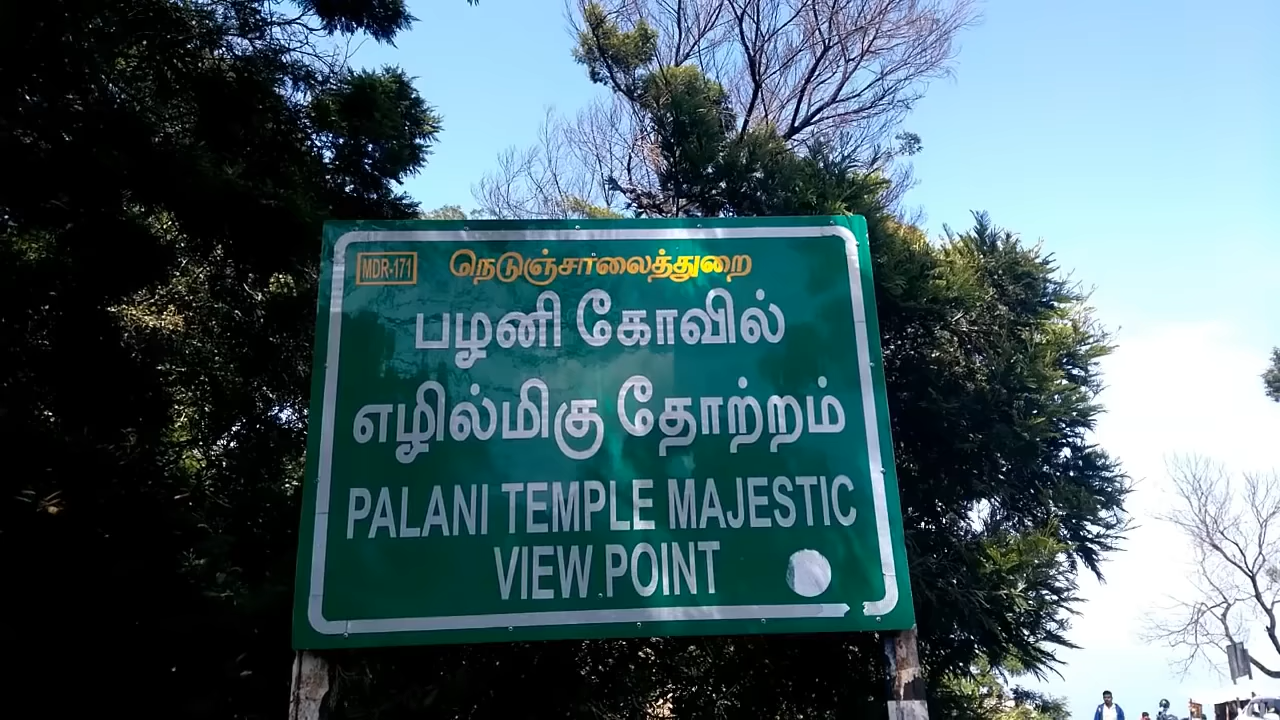 MDR-171 நெடுஞ்சாலைத்துறை
பழனி கோவில்
எழில்மிகு தோற்றம்
PALANI TEMPLE MAJESTIC
VIEW POINT